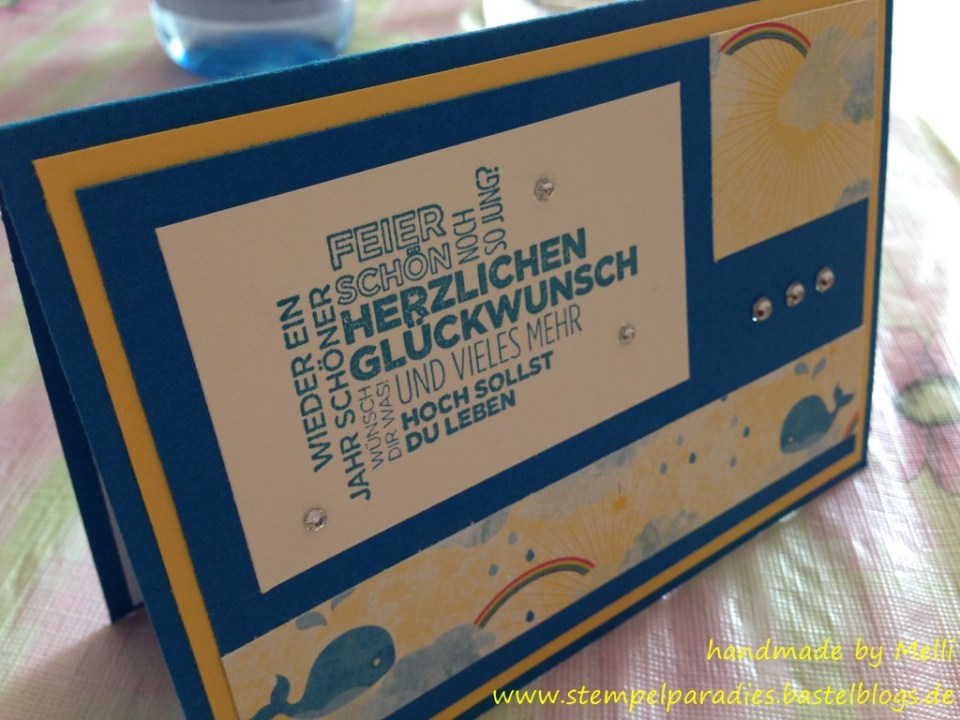 FEIER
SCHÖN
NOCH
SO JUNG?
HERZLICHEN
GLÜCKWUNSCH
UND VIELES MEHR
HOCH SOLLST
DU LEBEN
WIEDER EIN
JAHR SCHÖNER
WÜNSCH
DIR WAS!
handmade by Melli
www.stempelparadies.bastelblogs.de